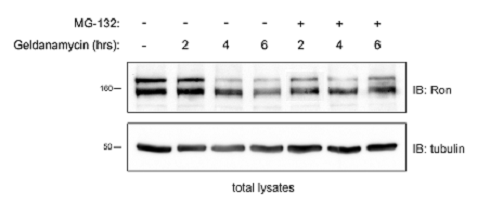 MG-132: - - - - + + +
Geldanamycin (hrs): - 2 4 6 2 4 6
160 IB: Ron
50 IB: tubulin
total lysates